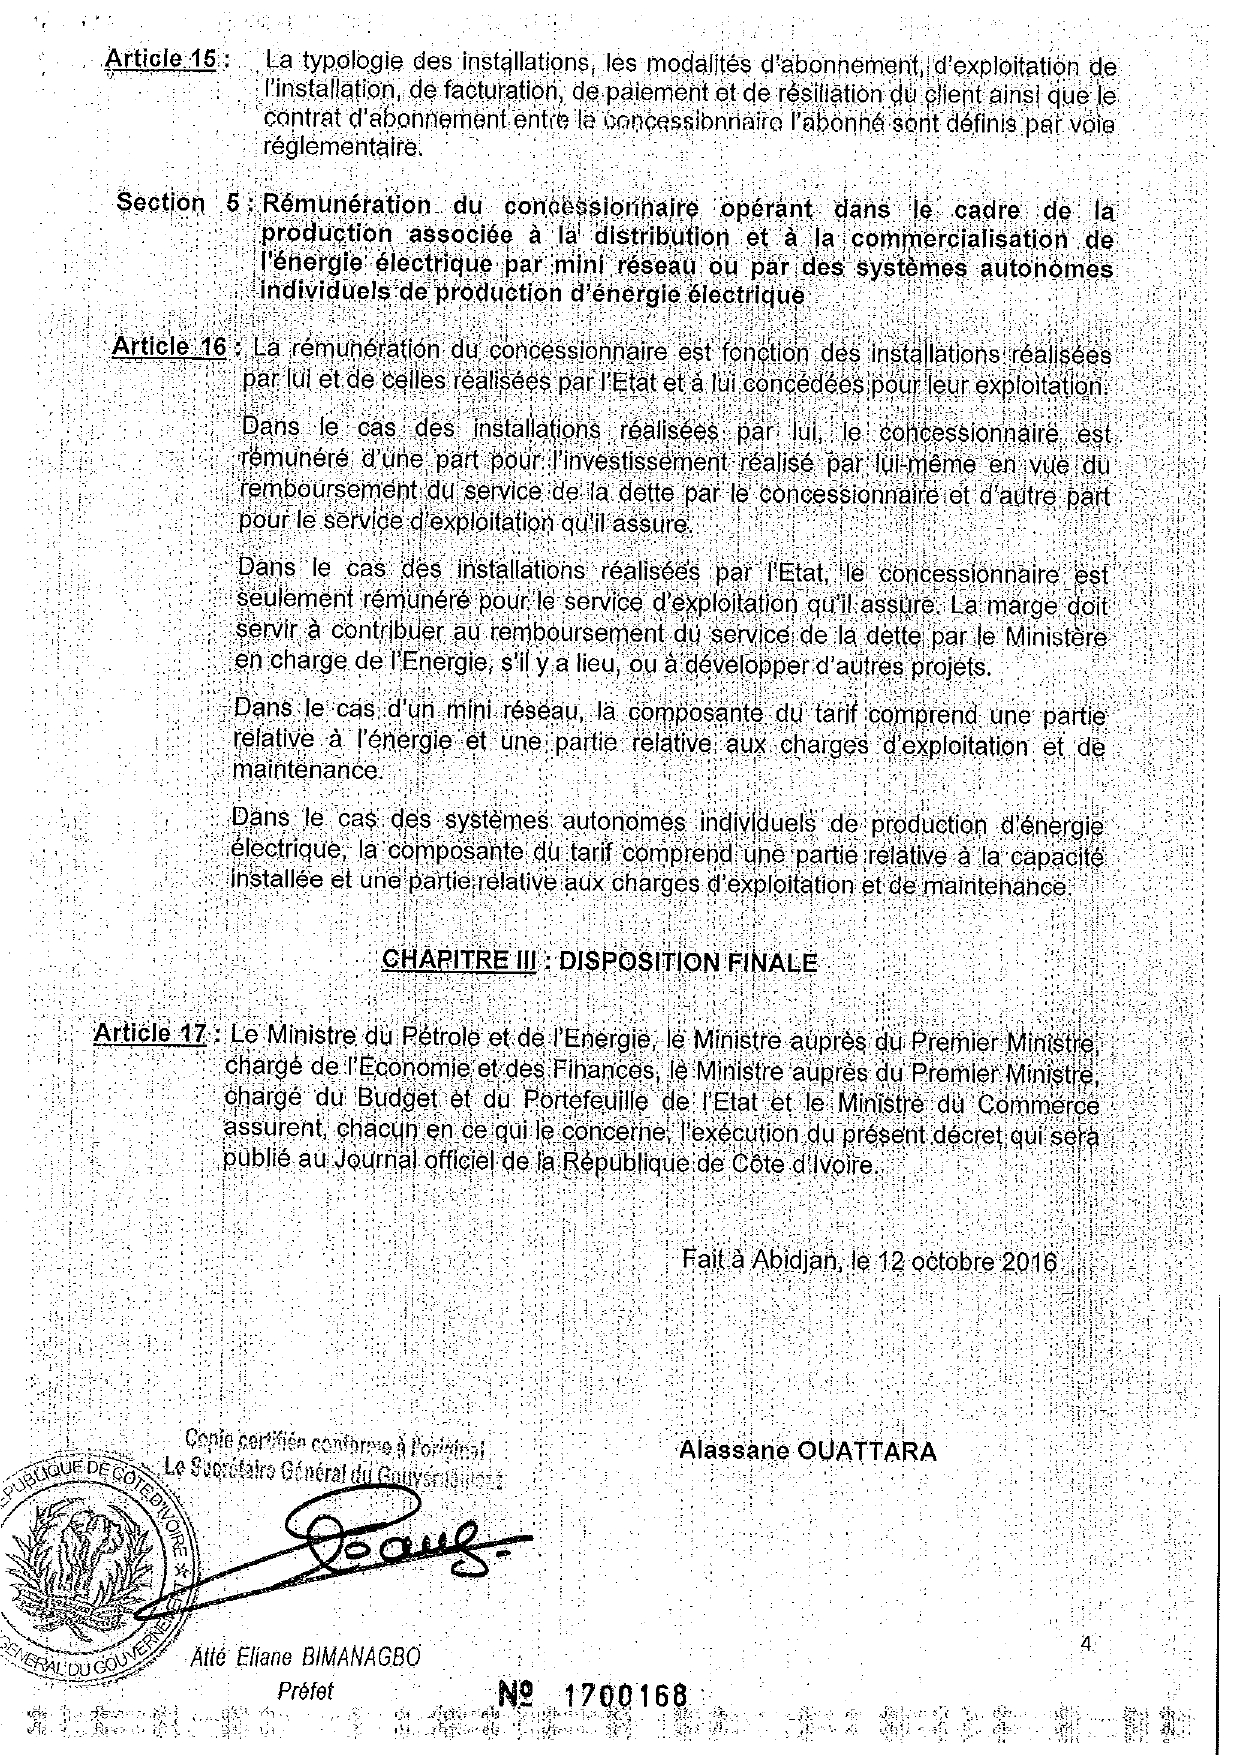 Article 15 : La typologie des installations, les modalités d'abonnement, d'exploitation de
l'installation, de facturation, de paiement et de résiliation du client ainsi que le
contrat d'abonnement entre le concessionnaire l'abonné sont définis par voie
réglementaire.
Section 5 : Rémunération du concessionnaire opérant dans le cadre de la
production associée à la distribution et à la commercialisation de
l'énergie électrique par mini réseau ou par des systèmes autonomes
individuels de production d'énergie électrique
Article 16 : La rémunération du concessionnaire est fonction des installations réalisées
par lui et de celles réalisées par l'Etat et à lui concédées pour leur exploitation.
Dans le cas des installations réalisées par lui, le concessionnaire est
rémunéré d'une part pour l'investissement réalisé par lui-même en vue du
remboursement du service de la dette par le concessionnaire et d'autre part
pour le service d'exploitation qu'il assure.
Dans le cas des installations réalisées par l'Etat, le concessionnaire est
seulement rémunéré pour le service d'exploitation qu'il assure. La marge doit
servir à contribuer au remboursement du service de la dette par le Ministère
en charge de l'Energie, s'il y a lieu, ou à développer d'autres projets.
Dans le cas d'un mini réseau, la composante du tarif comprend une partie
relative à l'énergie et une partie relative aux charges d'exploitation et de
maintenance.
Dans le cas des systèmes autonomes individuels de production d'énergie
électrique, la composante du tarif comprend une partie relative à la capacité
installée et une partie relative aux charges d'exploitation et de maintenance.
CHAPITRE III : DISPOSITION FINALE
Article 17 : Le Ministre du Pétrole et de l'Energie, le Ministre auprès du Premier Ministre,
chargé de l'Economie et des Finances, le Ministre auprès du Premier Ministre,
chargé du Budget et du Portefeuille de l'Etat et le Ministre du Commerce
assurent, chacun en ce qui le concerne, l'exécution du présent décret qui sera
publié au Journal officiel de la République de Côte d'Ivoire.
Fait à Abidjan, le 12 octobre 2016
Copie certifiée conforme à l'original
Le Secrétaire Général du Gouvernement
Alassane OUATTARA
PUBLIQUE DE COTE D'IVOIRE
GENERAL DU GOUVERNEMENT
Atté Eliane BIMANAGBO
Préfet
4
Nº 1700168